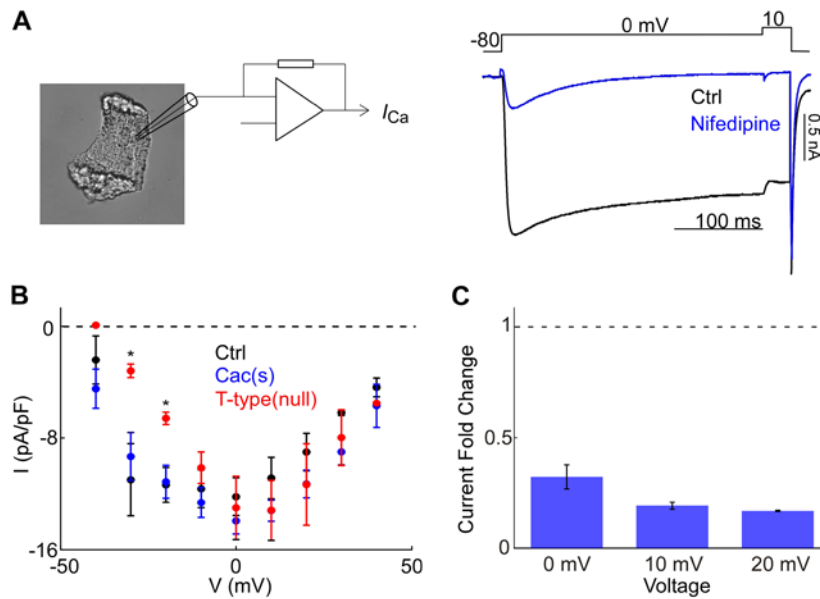 A
I_Ca
-80
0 mV
10
Ctrl
Nifedipine
0.5 nA
100 ms
B
0
-8
-16
I (pA/pF)
Ctrl
Cac(s)
T-type(null)
*
*
-50
0
50
V (mV)
C
1
0.5
0
Current Fold Change
0 mV
10 mV
20 mV
Voltage